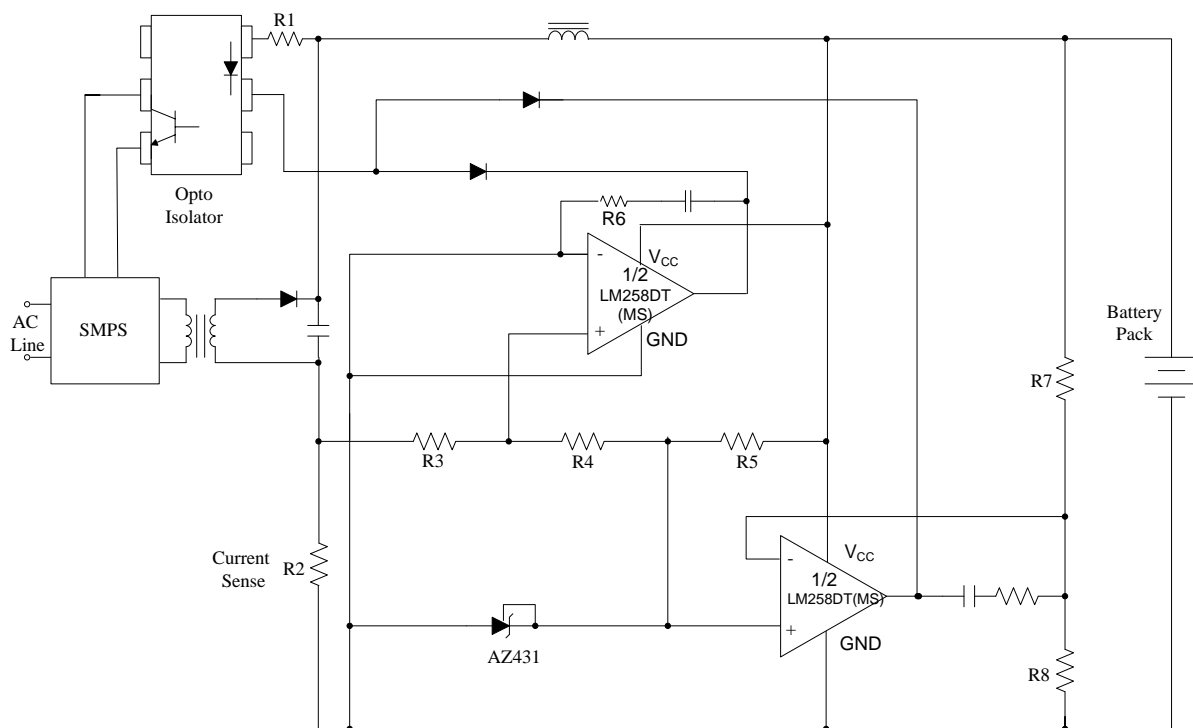 R1
Opto
Isolator
R6
-
VCC
1/2
LM258DT
(MS)
+
GND
AC
Line
SMPS
Battery
Pack
R7
R3
R4
R5
Current
Sense
R2
-
VCC
1/2
LM258DT(MS)
+
GND
AZ431
R8